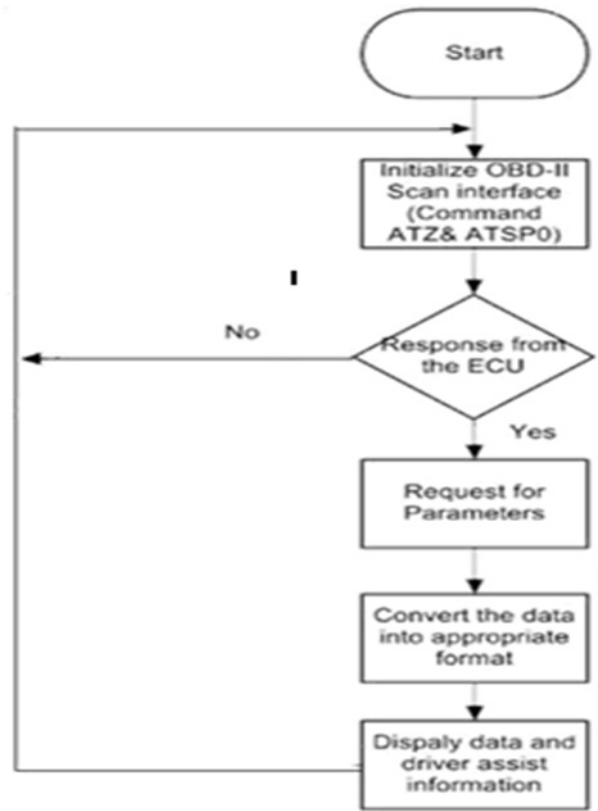 Start
Initialize OBD-II
Scan interface
(Command
ATZ& ATSP0)
No
Response from
the ECU
Yes
Request for
Parameters
Convert the data
into appropriate
format
Dispaly data and
driver assist
information